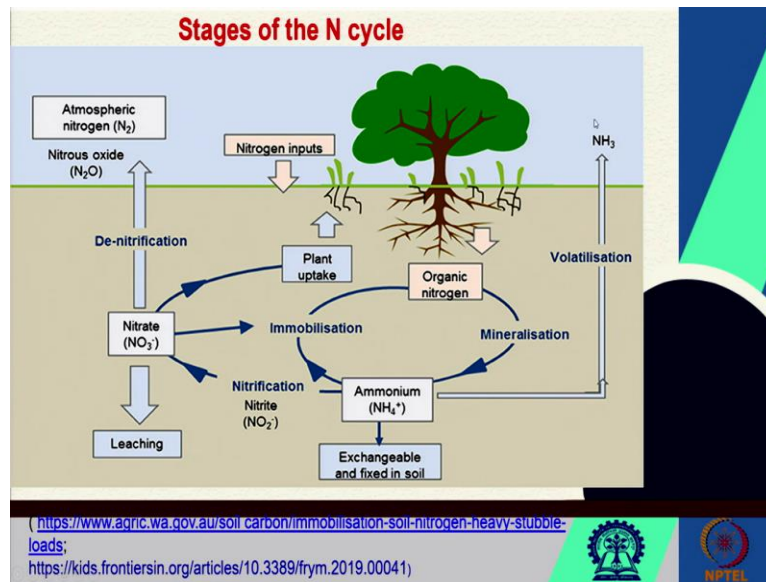 Stages of the N cycle
Atmospheric
nitrogen (N₂)
Nitrous oxide
(N₂O)
Nitrogen inputs
NH₃
De-nitrification
Plant
uptake
Organic
nitrogen
Volatilisation
Nitrate
(NO₃⁻)
Immobilisation
Mineralisation
Nitrification
Nitrite
(NO₂⁻)
Ammonium
(NH₄⁺)
Leaching
Exchangeable
and fixed in soil
( https://www.agric.wa.gov.au/soil carbon/immobilisation-soil-nitrogen-heavy-stubble-
loads;
https://kids.frontiersin.org/articles/10.3389/frym.2019.00041)
NPTEL